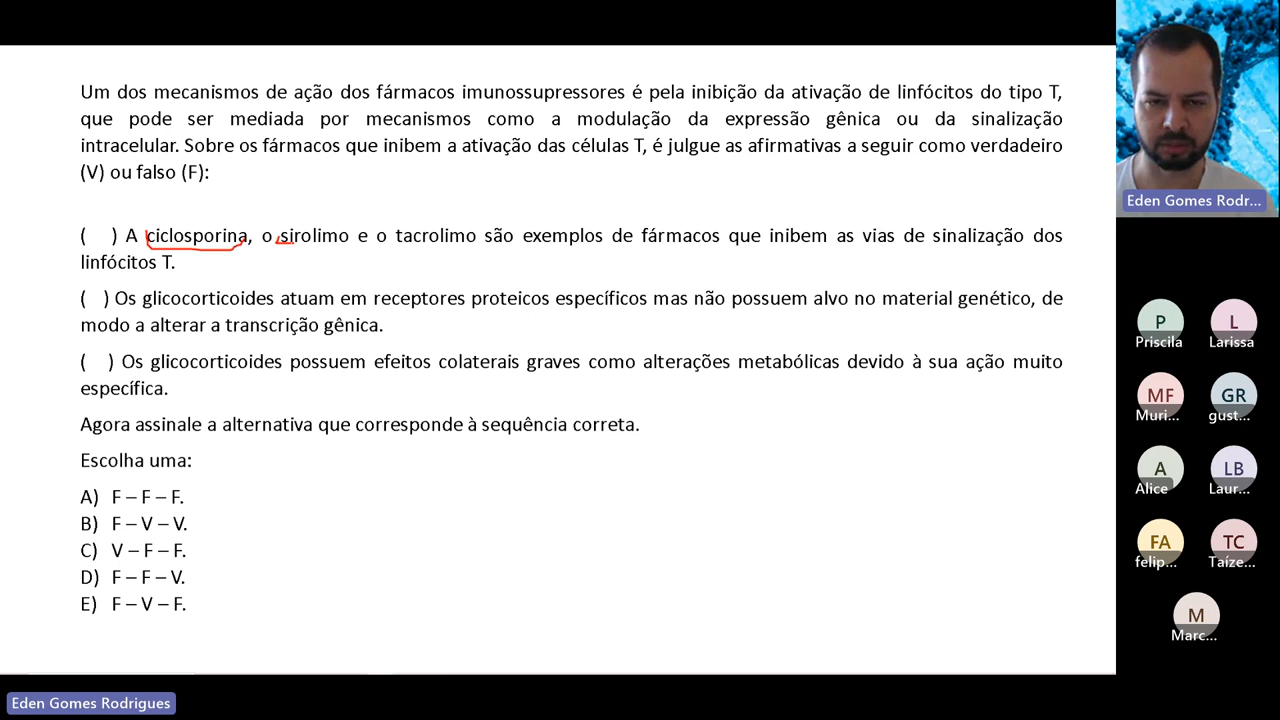 Um dos mecanismos de ação dos fármacos imunossupressores é pela inibição da ativação de linfócitos do tipo T,
que pode ser mediada por mecanismos como a modulação da expressão gênica ou da sinalização
intracelular. Sobre os fármacos que inibem a ativação das células T, é julgue as afirmativas a seguir como verdadeiro
(V) ou falso (F):
( ) A ciclosporina, o sirolimo e o tacrolimo são exemplos de fármacos que inibem as vias de sinalização dos
linfócitos T.
( ) Os glicocorticoides atuam em receptores proteicos específicos mas não possuem alvo no material genético, de
modo a alterar a transcrição gênica.
( ) Os glicocorticoides possuem efeitos colaterais graves como alterações metabólicas devido à sua ação muito
específica.
Agora assinale a alternativa que corresponde à sequência correta.
Escolha uma:
A) F – F – F.
B) F – V – V.
C) V – F – F.
D) F – F – V.
E) F – V – F.
Eden Gomes Rodr...
P
Priscila
L
Larissa
MF
Muri...
GR
gust...
A
Alice
LB
Laur...
FA
felip...
TC
Taíze...
M
Marc...
Eden Gomes Rodrigues